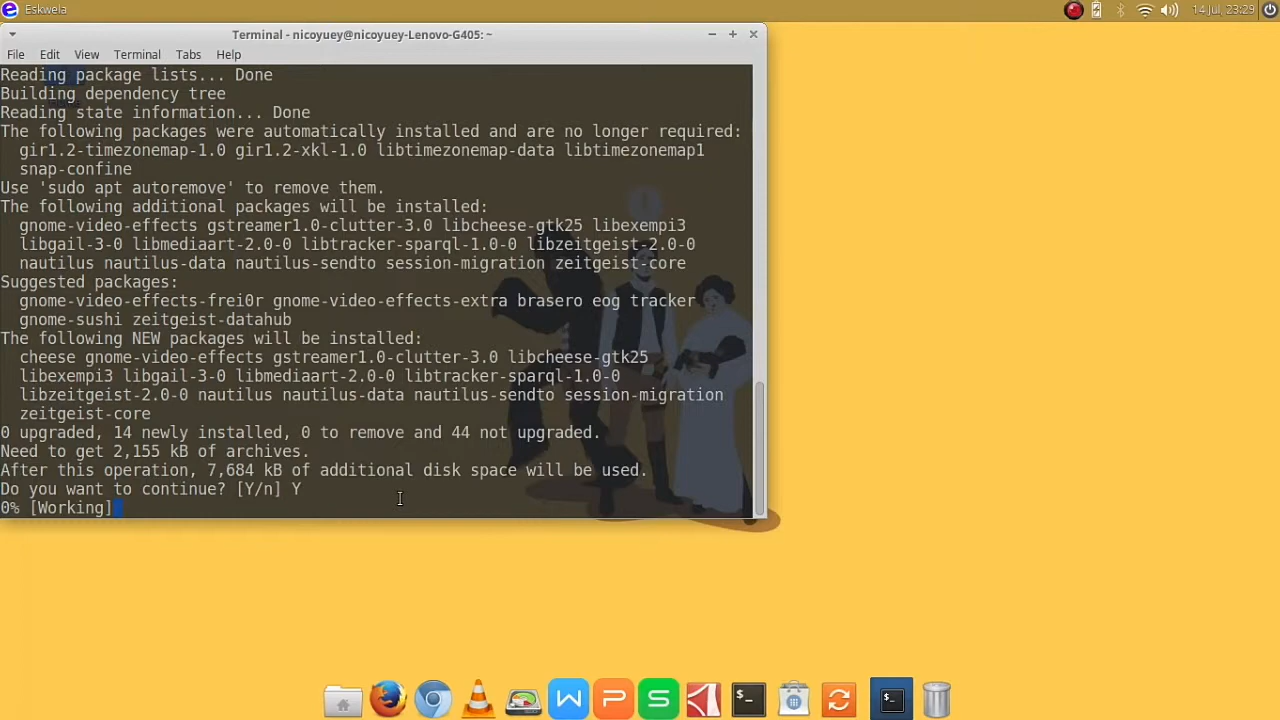 Eskwela
14 Jul, 23:29
Terminal - nicoyuey@nicoyuey-Lenovo-G405: ~
File Edit View Terminal Tabs Help
Reading package lists... Done
Building dependency tree
Reading state information... Done
The following packages were automatically installed and are no longer required:
gir1.2-timezonemap-1.0 gir1.2-xkl-1.0 libtimezonemap-data libtimezonemap1
snap-confine
Use 'sudo apt autoremove' to remove them.
The following additional packages will be installed:
gnome-video-effects gstreamer1.0-clutter-3.0 libcheese-gtk25 libexempi3
libgail-3-0 libmediaart-2.0-0 libtracker-sparql-1.0-0 libzeitgeist-2.0-0
nautilus nautilus-data nautilus-sendto session-migration zeitgeist-core
Suggested packages:
gnome-video-effects-frei0r gnome-video-effects-extra brasero eog tracker
gnome-sushi zeitgeist-datahub
The following NEW packages will be installed:
cheese gnome-video-effects gstreamer1.0-clutter-3.0 libcheese-gtk25
libexempi3 libgail-3-0 libmediaart-2.0-0 libtracker-sparql-1.0-0
libzeitgeist-2.0-0 nautilus nautilus-data nautilus-sendto session-migration
zeitgeist-core
0 upgraded, 14 newly installed, 0 to remove and 44 not upgraded.
Need to get 2,155 kB of archives.
After this operation, 7,684 kB of additional disk space will be used.
Do you want to continue? [Y/n] Y
0% [Working]
W P S $_ $_